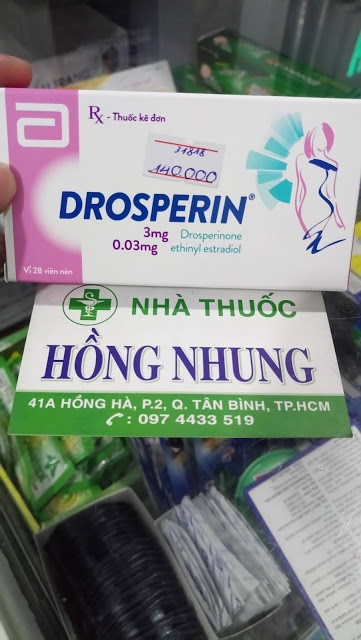 Rx - Thuốc kê đơn
31818
140.000
DROSPERIN®
3mg Drosperinone
0.03mg ethinyl estradiol
Vỉ 28 viên nén
NHÀ THUỐC
HỒNG NHUNG
41A HỒNG HÀ, P.2, Q. TÂN BÌNH, TP.HCM
: 097 4433 519